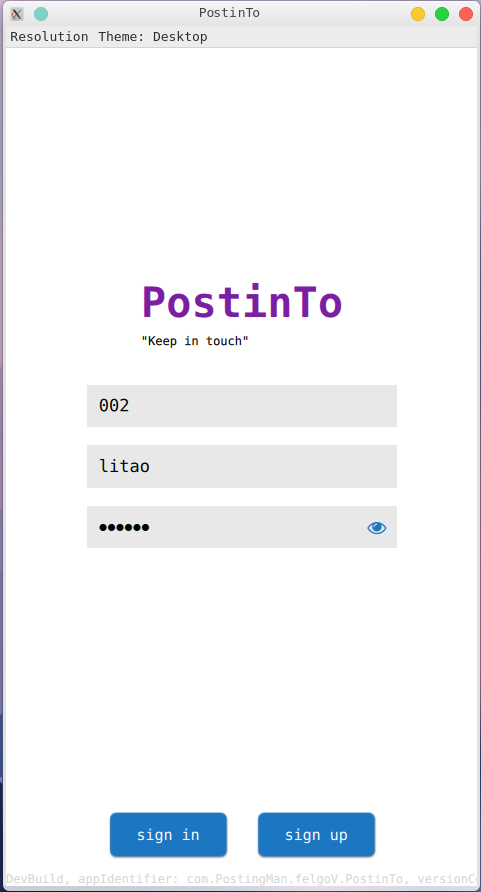 PostinTo
Resolution Theme: Desktop
PostinTo
"Keep in touch"
002
litao
••••••
sign in sign up
DevBuild, appIdentifier: com.PostingMan.felgoV.PostinTo,